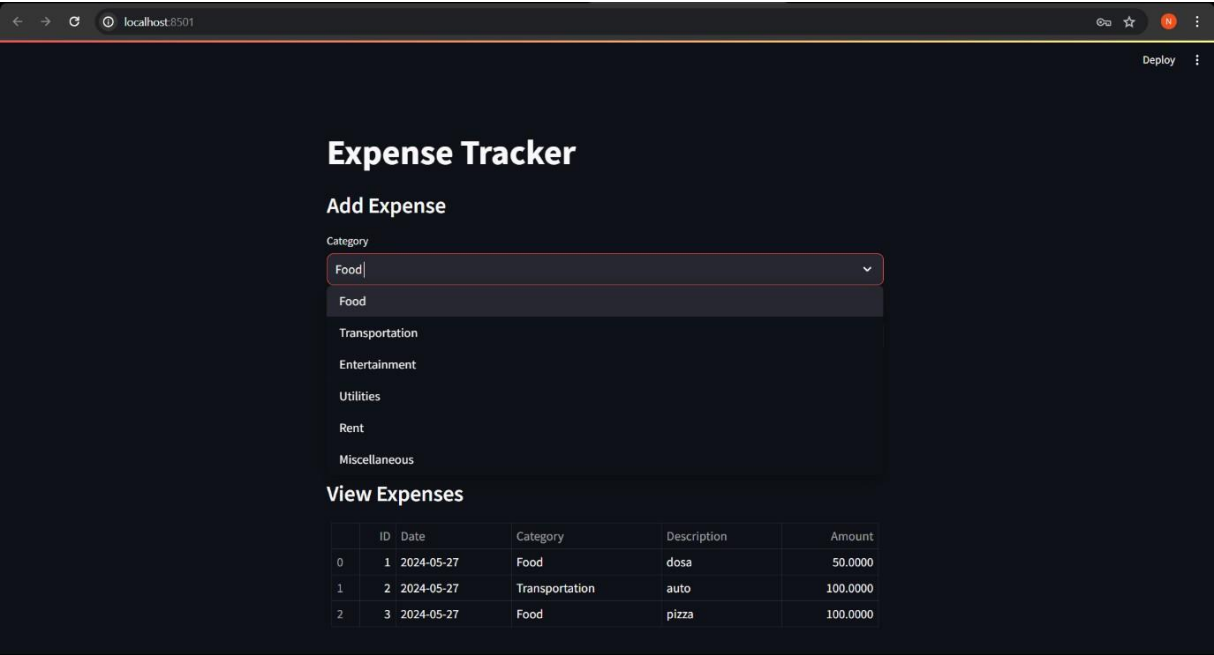 localhost:8501
N
Deploy
Expense Tracker
Add Expense
Category
Food
Food
Transportation
Entertainment
Utilities
Rent
Miscellaneous
View Expenses
ID Date Category Description Amount
0 1 2024-05-27 Food dosa 50.0000
1 2 2024-05-27 Transportation auto 100.0000
2 3 2024-05-27 Food pizza 100.0000